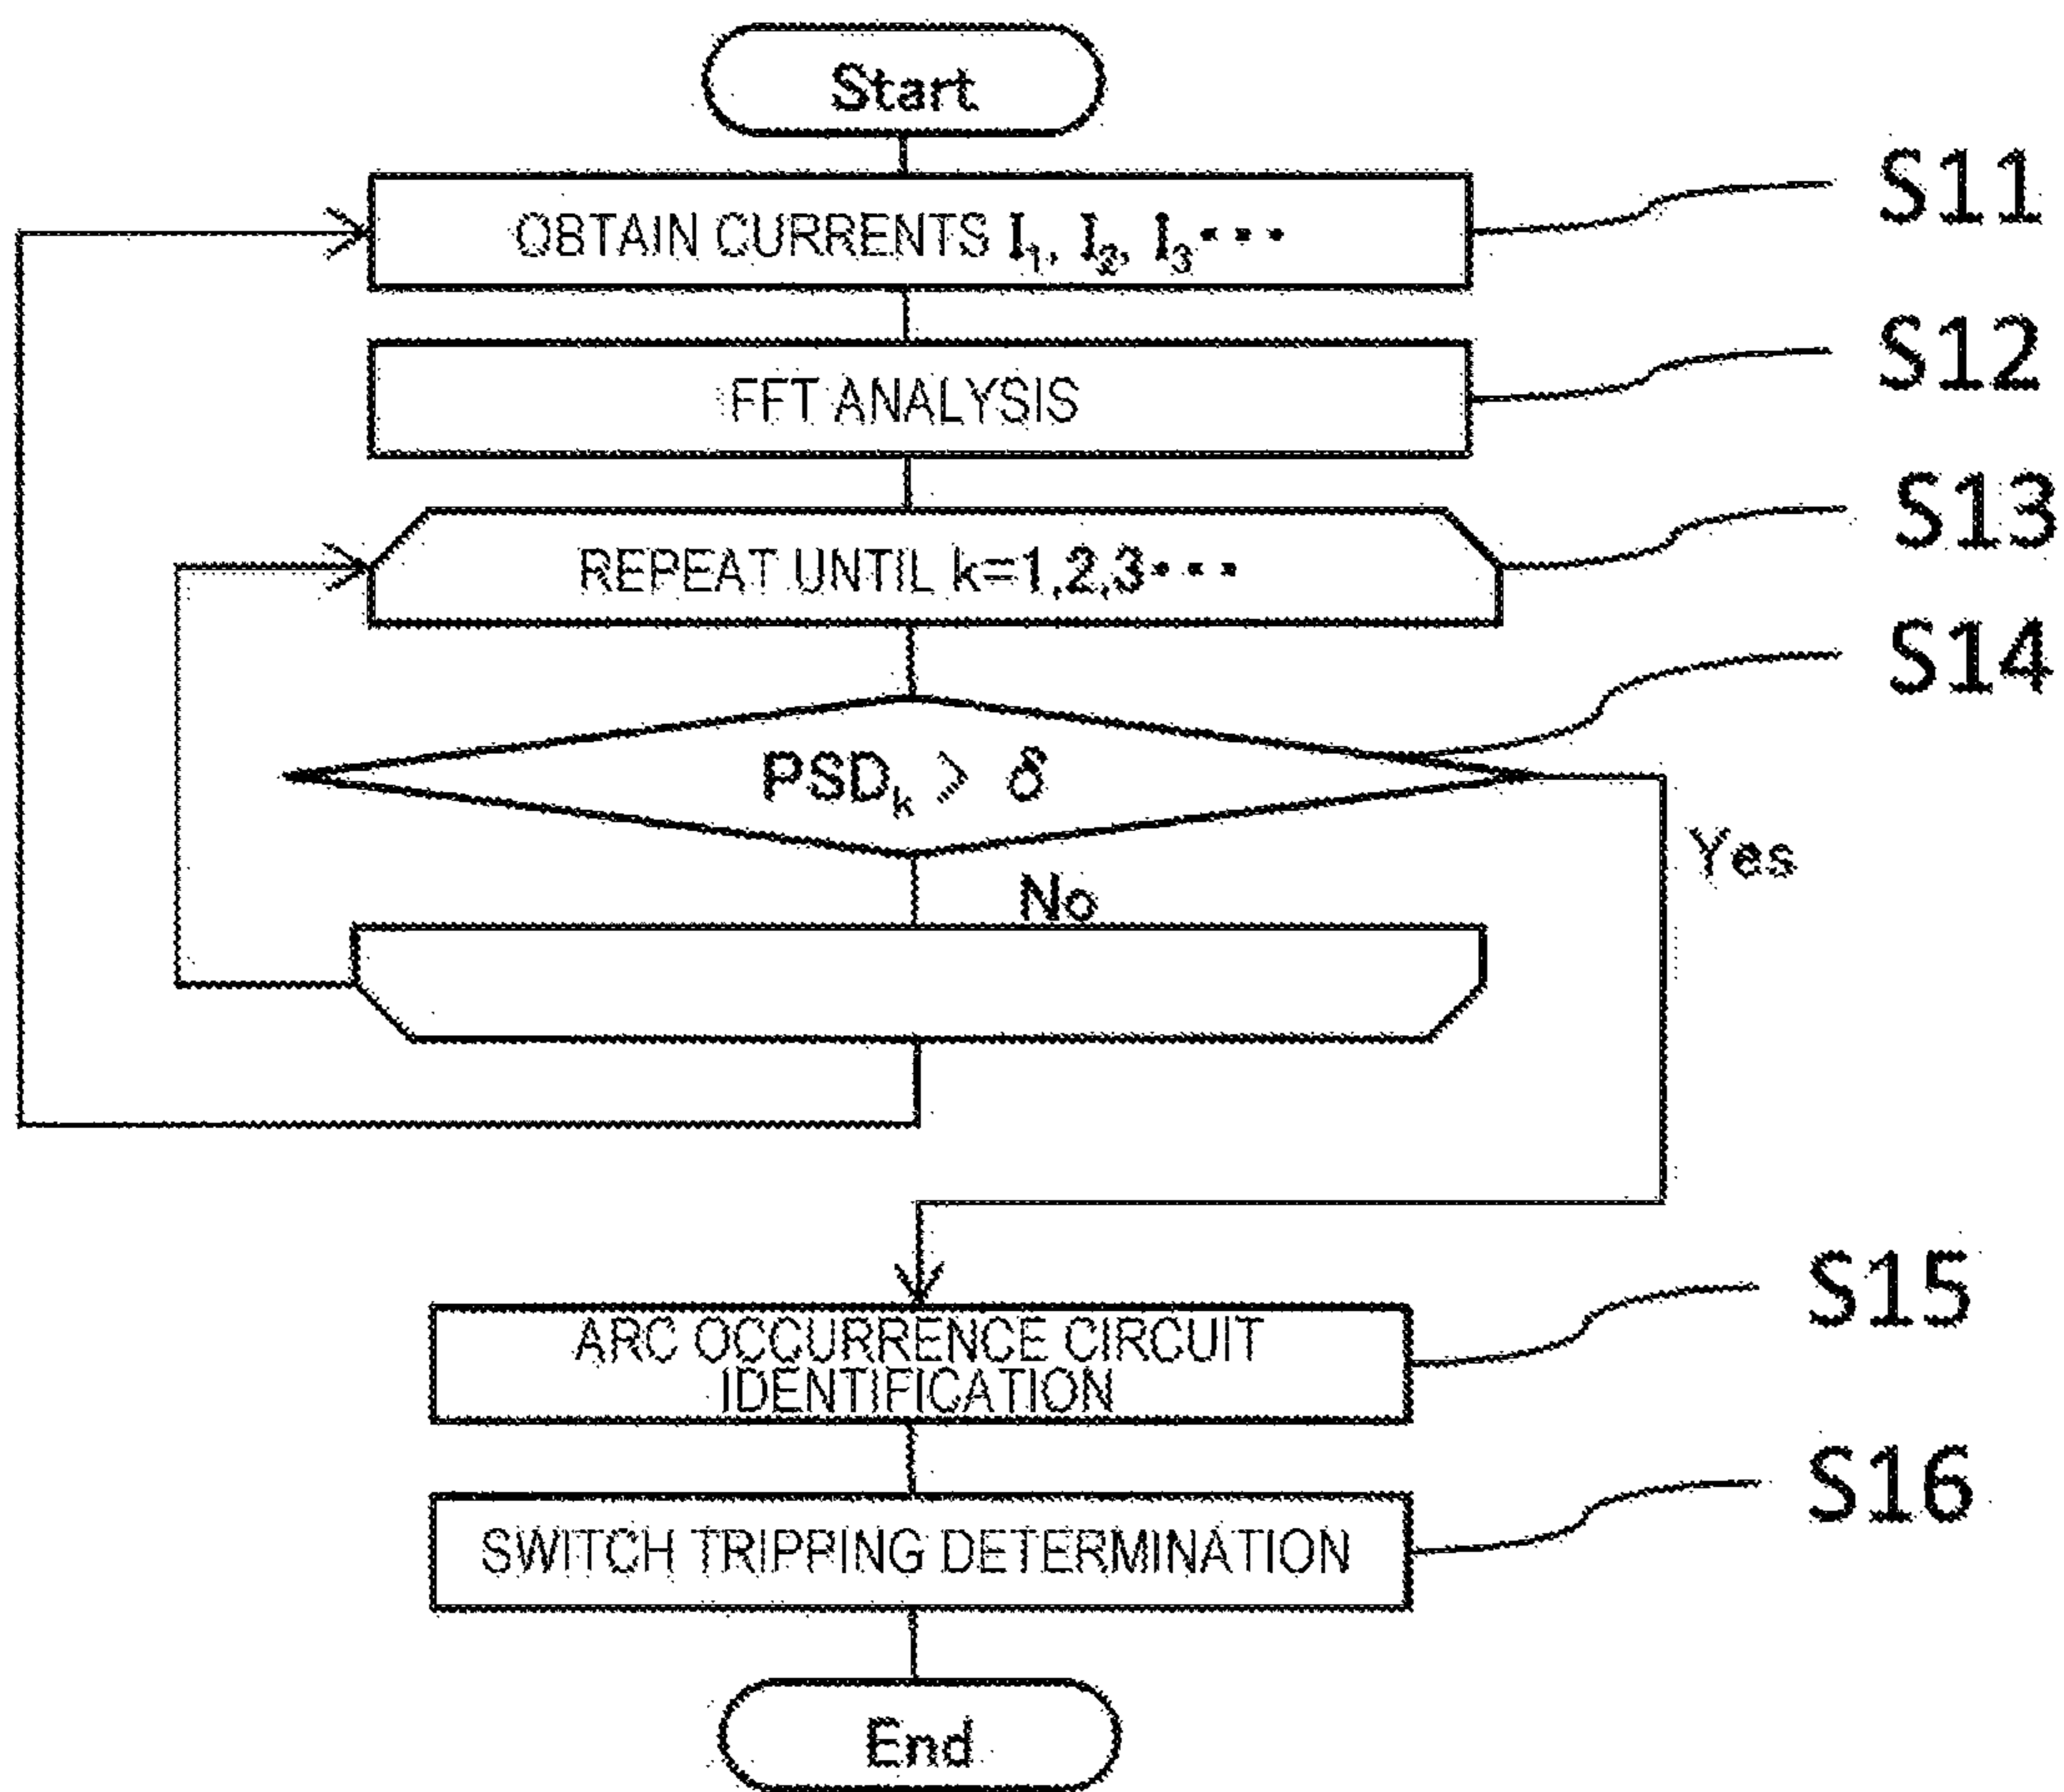 Start
OBTAIN CURRENTS I₁, I₂, I₃・・・
S11
FFT ANALYSIS
S12
REPEAT UNTIL k=1,2,3・・・
S13
PSDₖ > δ
S14
Yes
No
ARC OCCURRENCE CIRCUIT
IDENTIFICATION
S15
SWITCH TRIPPING DETERMINATION
S16
End